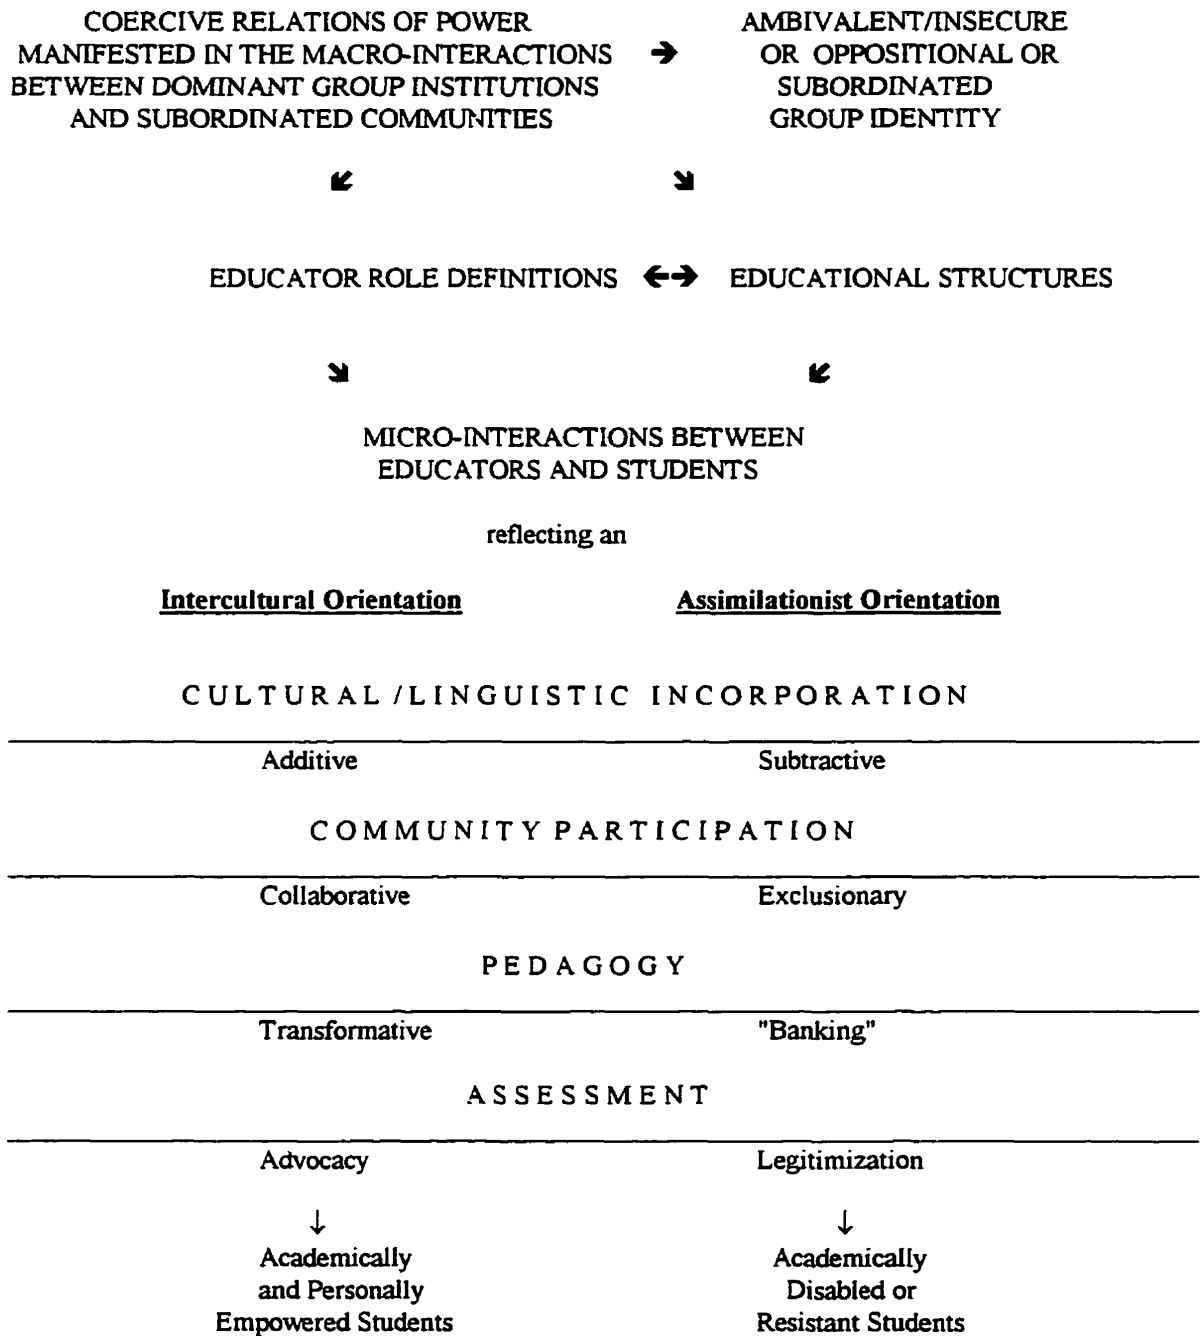 COERCIVE RELATIONS OF POWER
MANIFESTED IN THE MACRO-INTERACTIONS
BETWEEN DOMINANT GROUP INSTITUTIONS
AND SUBORDINATED COMMUNITIES
→
AMBIVALENT/INSECURE
OR OPPOSITIONAL OR
SUBORDINATED
GROUP IDENTITY
↙ ↘
EDUCATOR ROLE DEFINITIONS ←→ EDUCATIONAL STRUCTURES
↘ ↙
MICRO-INTERACTIONS BETWEEN
EDUCATORS AND STUDENTS
reflecting an
Intercultural Orientation Assimilationist Orientation
CULTURAL/LINGUISTIC INCORPORATION
Additive Subtractive
COMMUNITY PARTICIPATION
Collaborative Exclusionary
PEDAGOGY
Transformative "Banking"
ASSESSMENT
Advocacy Legitimization
↓ ↓
Academically
and Personally
Empowered Students
Academically
Disabled or
Resistant Students